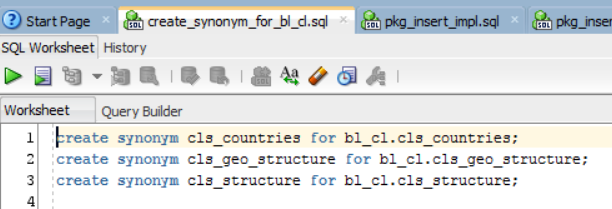 Start Page
create_synonym_for_bl_cl.sql
pkg_insert_impl.sql
SQL Worksheet History
Worksheet Query Builder
1 create synonym cls_countries for bl_cl.cls_countries;
2 create synonym cls_geo_structure for bl_cl.cls_geo_structure;
3 create synonym cls_structure for bl_cl.cls_structure;
4